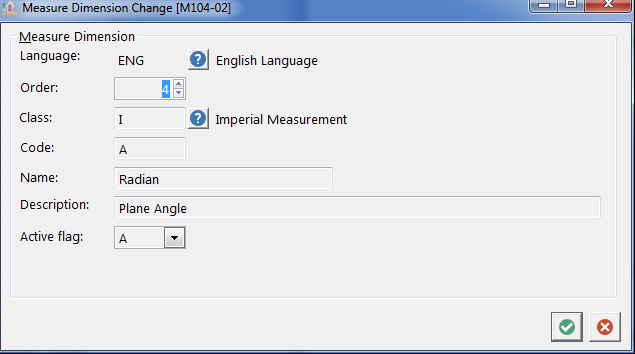 Measure Dimension Change [M104-02]
Measure Dimension
Language: ENG ? English Language
Order: 4
Class: I ? Imperial Measurement
Code: A
Name: Radian
Description: Plane Angle
Active flag: A